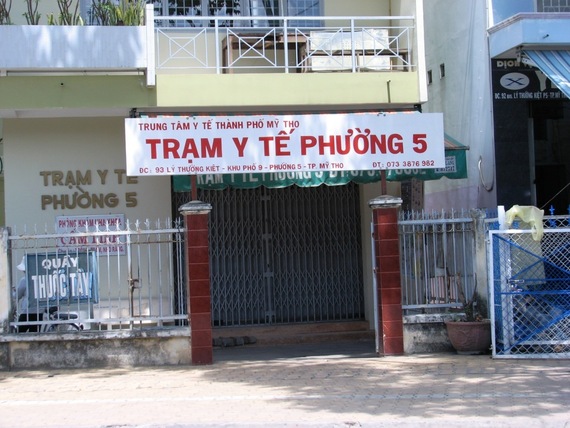 TRUNG TÂM Y TẾ THÀNH PHỐ MỸ THO
TRẠM Y TẾ PHƯỜNG 5
ĐC: 93 LÝ THƯỜNG KIỆT - KHU PHỐ 9 - PHƯỜNG 5 - TP. MỸ THO ĐT: 073 3876 982
TRẠM Y TẾ
PHƯỜNG 5
QUẦY
THUỐC TÂY
DỊCH